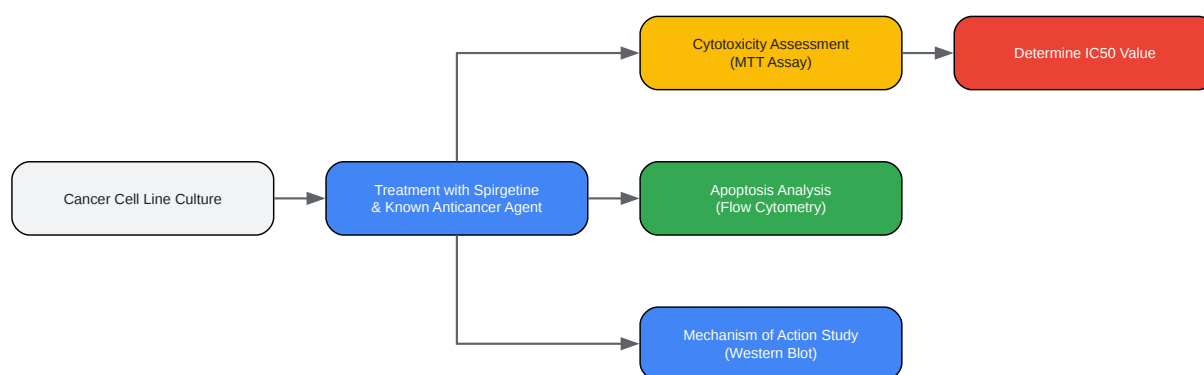 Cytotoxicity Assessment
(MTT Assay)
Determine IC50 Value
Cancer Cell Line Culture
Treatment with Spirgetine
& Known Anticancer Agent
Apoptosis Analysis
(Flow Cytometry)
Mechanism of Action Study
(Western Blot)